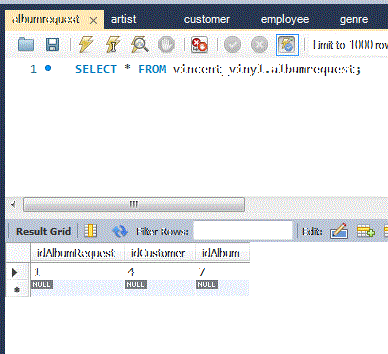 albumrequest × artist customer employee genre
Limit to 1000 row
1 SELECT * FROM vincent_vinyl.albumrequest;
Result Grid Filter Rows: Edit:
idAlbumRequest idCustomer idAlbum
1 4 7
NULL NULL NULL